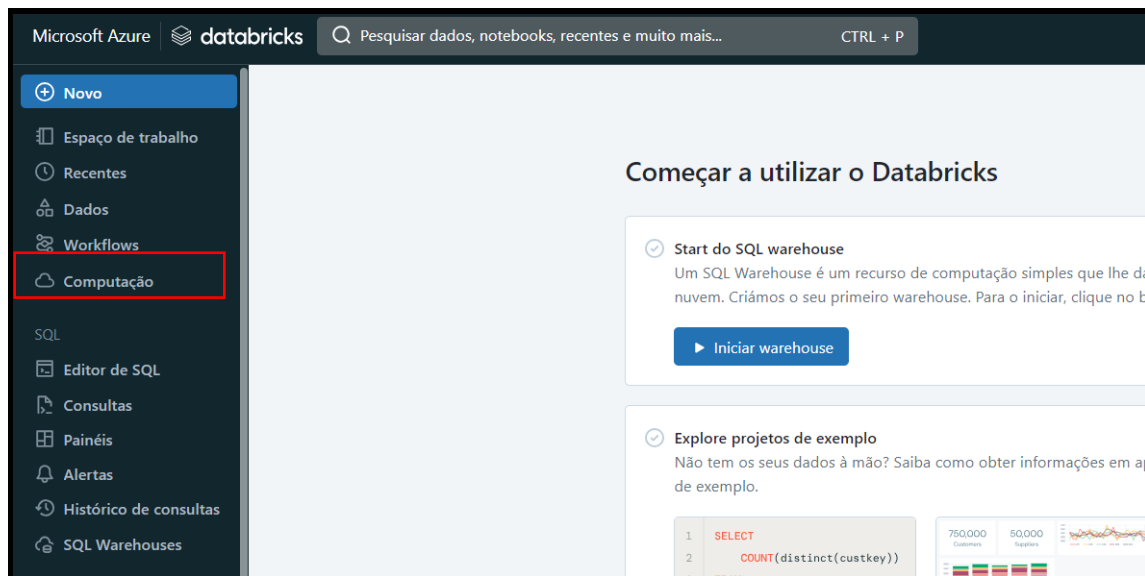 Microsoft Azure databricks Pesquisar dados, notebooks, recentes e muito mais... CTRL + P
Novo
Espaço de trabalho
Recentes
Dados
Workflows
Computação
SQL
Editor de SQL
Consultas
Painéis
Alertas
Histórico de consultas
SQL Warehouses
Começar a utilizar o Databricks
Start do SQL warehouse
Um SQL Warehouse é um recurso de computação simples que lhe
nuvem. Criámos o seu primeiro warehouse. Para o iniciar, clique no
Iniciar warehouse
Explore projetos de exemplo
Não tem os seus dados à mão? Saiba como obter informações em
de exemplo.
1 SELECT
2 COUNT(distinct(custkey))
750,000 50,000
Customers Suppliers